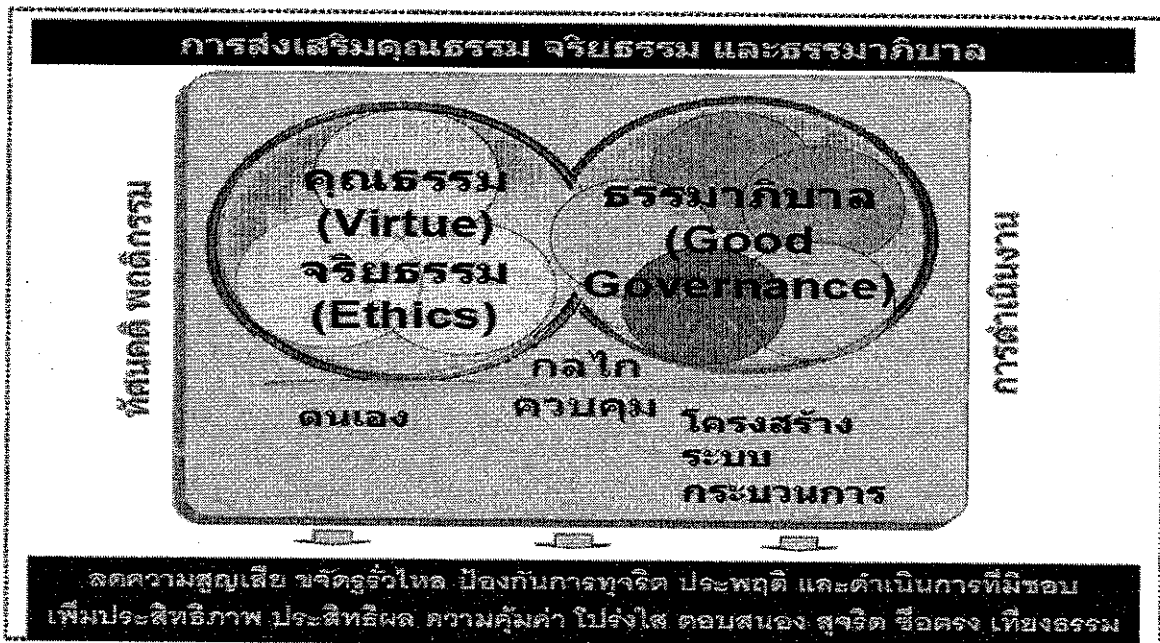 การส่งเสริมคุณธรรม จริยธรรม และธรรมาภิบาล
ทัศนคติ พฤติกรรม
คุณธรรม
(Virtue)
จริยธรรม
(Ethics)
ธรรมาภิบาล
(Good
Governance)
การดำเนินงาน
กลไก
ควบคุม
ตนเอง
โครงสร้าง
ระบบ
กระบวนการ
ลดความสูญเสีย ขจัดรูรั่วไหล ป้องกันการทุจริต ประพฤติ และดำเนินการที่มิชอบ
เพิ่มประสิทธิภาพ ประสิทธิผล ความคุ้มค่า โปร่งใส ตอบสนอง สุจริต ซื่อตรง เที่ยงธรรม